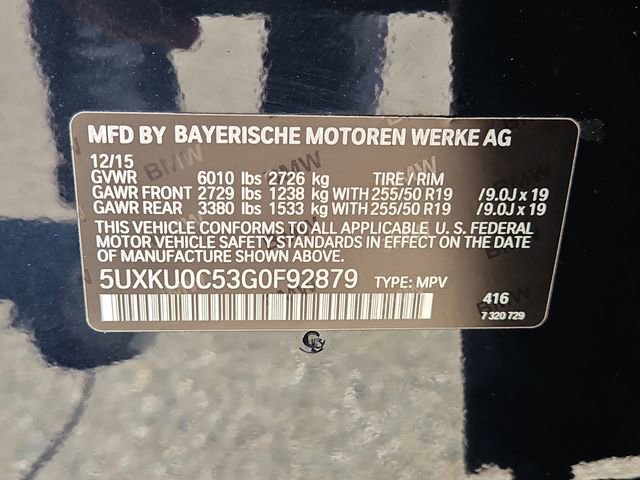 MFD BY BAYERISCHE MOTOREN WERKE AG
12/15
GVWR 6010 lbs 2726 kg TIRE / RIM
GAWR FRONT 2729 lbs 1238 kg WITH 255/50 R19 /9.0J x 19
GAWR REAR 3380 lbs 1533 kg WITH 255/50 R19 /9.0J x 19
THIS VEHICLE CONFORMS TO ALL APPLICABLE U. S. FEDERAL
MOTOR VEHICLE SAFETY STANDARDS IN EFFECT ON THE DATE
OF MANUFACTURE SHOWN ABOVE.
5UXKU0C53G0F92879 TYPE: MPV
416
7 320 729